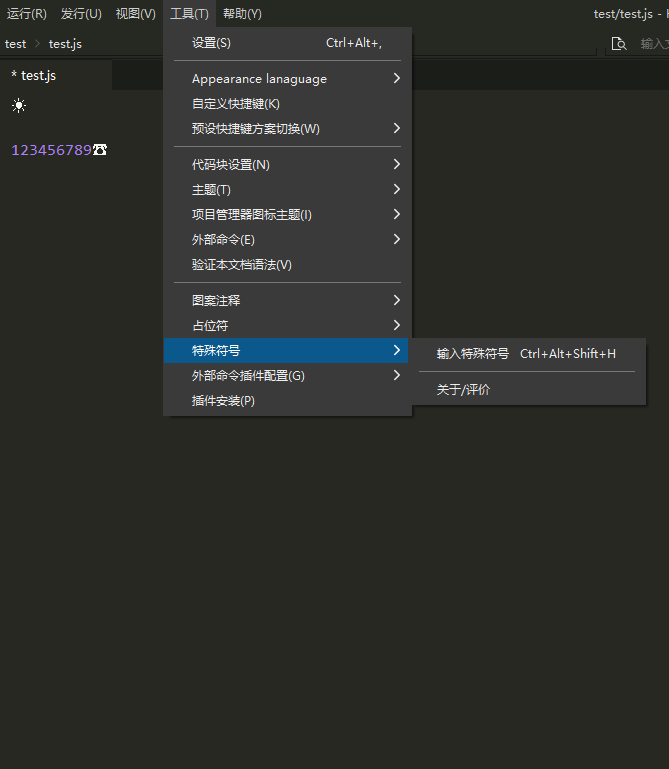 运行(R) 发行(U) 视图(V) 工具(T) 帮助(Y) test/test.js -
test > test.js 输入
* test.js
☀
123456789☎
设置(S) Ctrl+Alt+,
Appearance lanaguage
自定义快捷键(K)
预设快捷键方案切换(W)
代码块设置(N)
主题(T)
项目管理器图标主题(I)
外部命令(E)
验证本文档语法(V)
图案注释
占位符
特殊符号
输入特殊符号 Ctrl+Alt+Shift+H
外部命令插件配置(G)
关于/评价
插件安装(P)